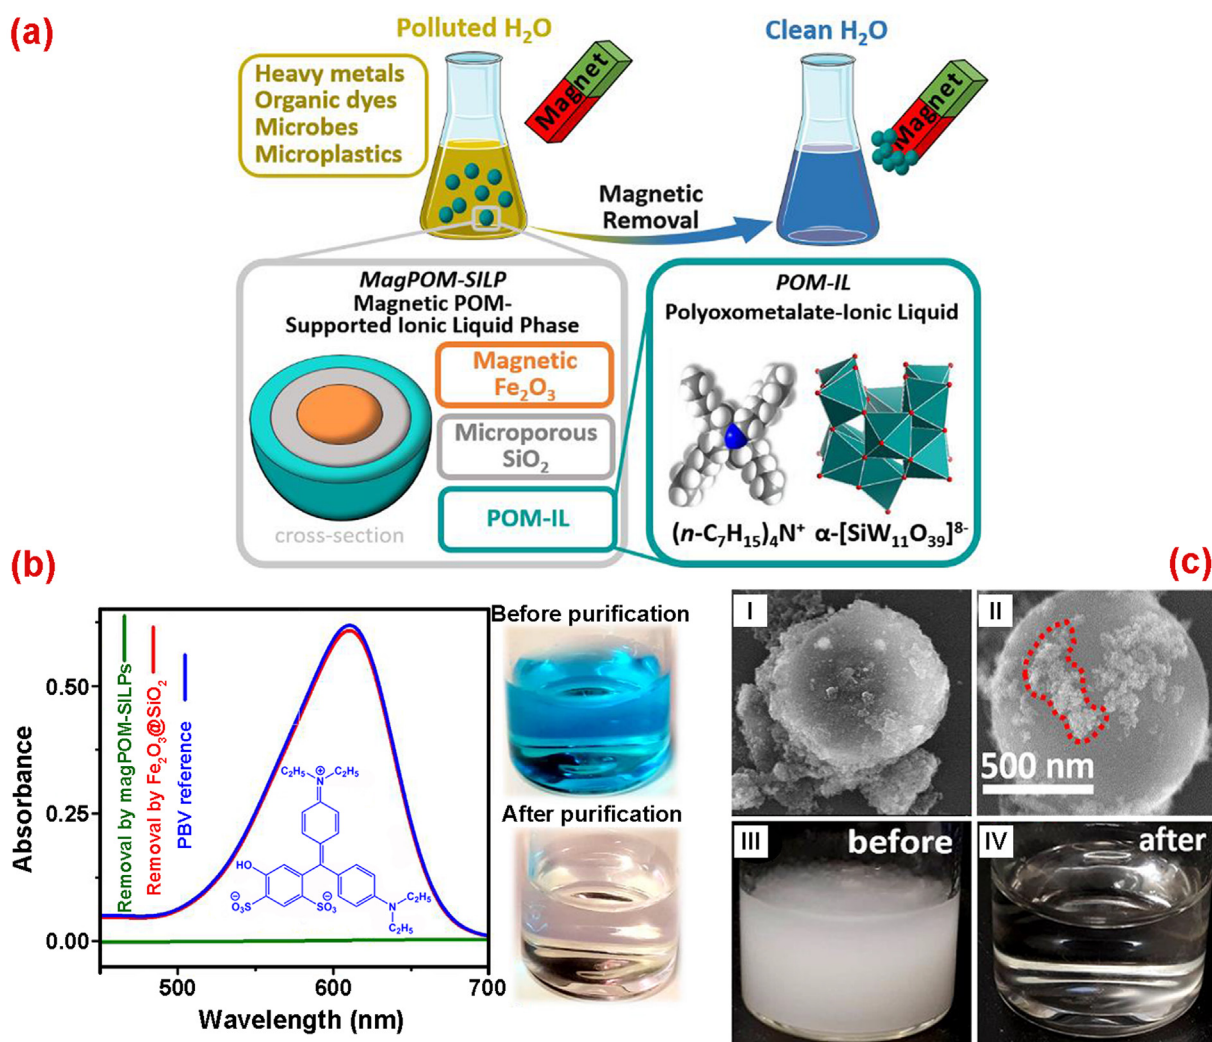 (a)
Polluted H₂O
Clean H₂O
Heavy metals
Organic dyes
Microbes
Microplastics
Magnet
Magnet
Magnetic
Removal
MagPOM-SILP
Magnetic POM-
Supported Ionic Liquid Phase
Magnetic
Fe₂O₃
Microporous
SiO₂
POM-IL
cross-section
POM-IL
Polyoxometalate-Ionic Liquid
(n-C₇H₁₅)₄N⁺ α-[SiW₁₁O₃₉]⁸⁻
(b)
Absorbance
0.50
0.25
0.00
500
600
700
Wavelength (nm)
Removal by magPOM-SILPs
Removal by Fe₂O₃@SiO₂
PBV reference
C₂H₅
N
⊕
C₂H₅
HO
⊖
O₃S
⊖
SO₃
N
C₂H₅
C₂H₅
Before purification
After purification
(c)
I
II
500 nm
III
before
IV
after